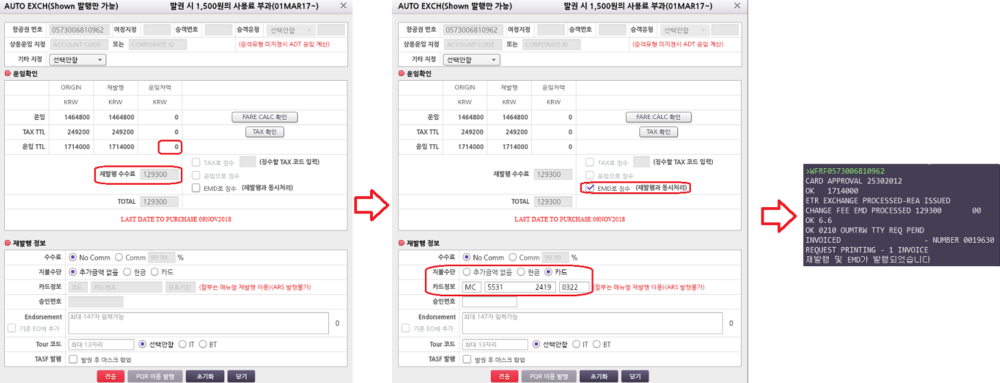 AUTO EXCH(Shown 발행만 가능) 발권 시 1,500원의 사용료 부과(01MAR17~)
항공권 번호 0573006810962 여정지정 승객번호 승객유형 선택안함
상용운임 지정 ACCOUNT CODE 또는 CORPORATE ID (승객유형 미지정시 ADT 운임 계산)
기타 지정 선택안함
운임확인
ORIGIN 재발행 운임차액
KRW KRW KRW
운임 1464800 1464800 0 FARE CALC 확인
TAX TTL 249200 249200 0 TAX 확인
운임 TTL 1714000 1714000 0
TAX로 징수 (징수할 TAX 코드 입력)
재발행 수수료 129300 운임으로 징수
EMD로 징수 (재발행과 동시처리)
TOTAL 129300
LAST DATE TO PURCHASE 09NOV2018
재발행 정보
수수료 No Comm Comm 99.99 %
지불수단 추가금액 없음 현금 카드
카드정보 코드 카드번호 유효기간 (할부는 매뉴얼 재발행 이용)(ARS 발행불가)
승인번호
Endorsement 최대 147자 입력가능 0
기존 EO에 추가
Tour 코드 최대 13자리 선택안함 IT BT
TASF 발행 발권 후 마스크 팝업
전송 PQR 이용 발행 초기화 닫기
AUTO EXCH(Shown 발행만 가능) 발권 시 1,500원의 사용료 부과(01MAR17~)
항공권 번호 0573006810962 여정지정 승객번호 승객유형 선택안함
상용운임 지정 ACCOUNT CODE 또는 CORPORATE ID (승객유형 미지정시 ADT 운임 계산)
기타 지정 선택안함
운임확인
ORIGIN 재발행 운임차액
KRW KRW KRW
운임 1464800 1464800 0 FARE CALC 확인
TAX TTL 249200 249200 0 TAX 확인
운임 TTL 1714000 1714000 0
TAX로 징수 (징수할 TAX 코드 입력)
재발행 수수료 129300 운임으로 징수
EMD로 징수 (재발행과 동시처리)
TOTAL 129300
LAST DATE TO PURCHASE 09NOV2018
재발행 정보
수수료 No Comm Comm 99.99 %
지불수단 추가금액 없음 현금 카드
카드정보 MC 5531 2419 0322 (할부는 매뉴얼 재발행 이용)(ARS 발행불가)
승인번호
Endorsement 최대 147자 입력가능 0
기존 EO에 추가
Tour 코드 최대 13자리 선택안함 IT BT
TASF 발행 발권 후 마스크 팝업
전송 PQR 이용 발행 초기화 닫기
>WFRF0573006810962
CARD APPROVAL 25302012
OK 1714000
ETR EXCHANGE PROCESSED-REA ISSUED
CHANGE FEE EMD PROCESSED 129300 00
OK 6.6
OK 0210 OUMTRW TTY REQ PEND
INVOICED - NUMBER 0019630
REQUEST PRINTING - 1 INVOICE
재발행 및 EMD가 발행되었습니다